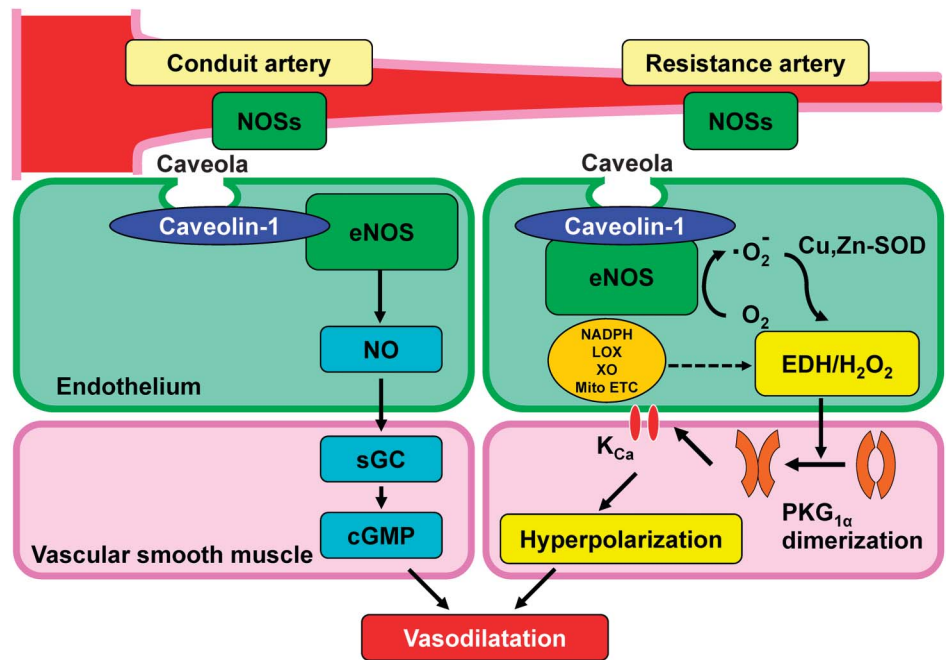 Conduit artery
Resistance artery
NOSs
NOSs
Caveola
Caveola
Caveolin-1
eNOS
NO
Endothelium
sGC
cGMP
Vascular smooth muscle
Caveolin-1
eNOS
·O₂⁻
Cu,Zn-SOD
O₂
NADPH
LOX
XO
Mito ETC
EDH/H₂O₂
K_Ca
PKG₁α
dimerization
Hyperpolarization
Vasodilatation